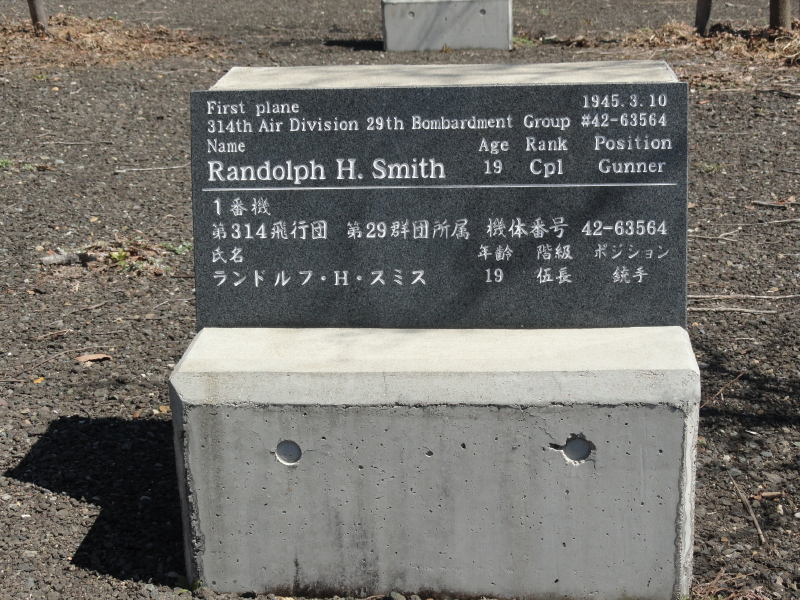 First plane 1945.3.10
314th Air Division 29th Bombardment Group #42-63564
Name Age Rank Position
Randolph H. Smith 19 Cpl Gunner
1番機
第314飛行団 第29群団所属 機体番号 42-63564
氏名 年齢 階級 ポジション
ランドルフ・H・スミス 19 伍長 銃手